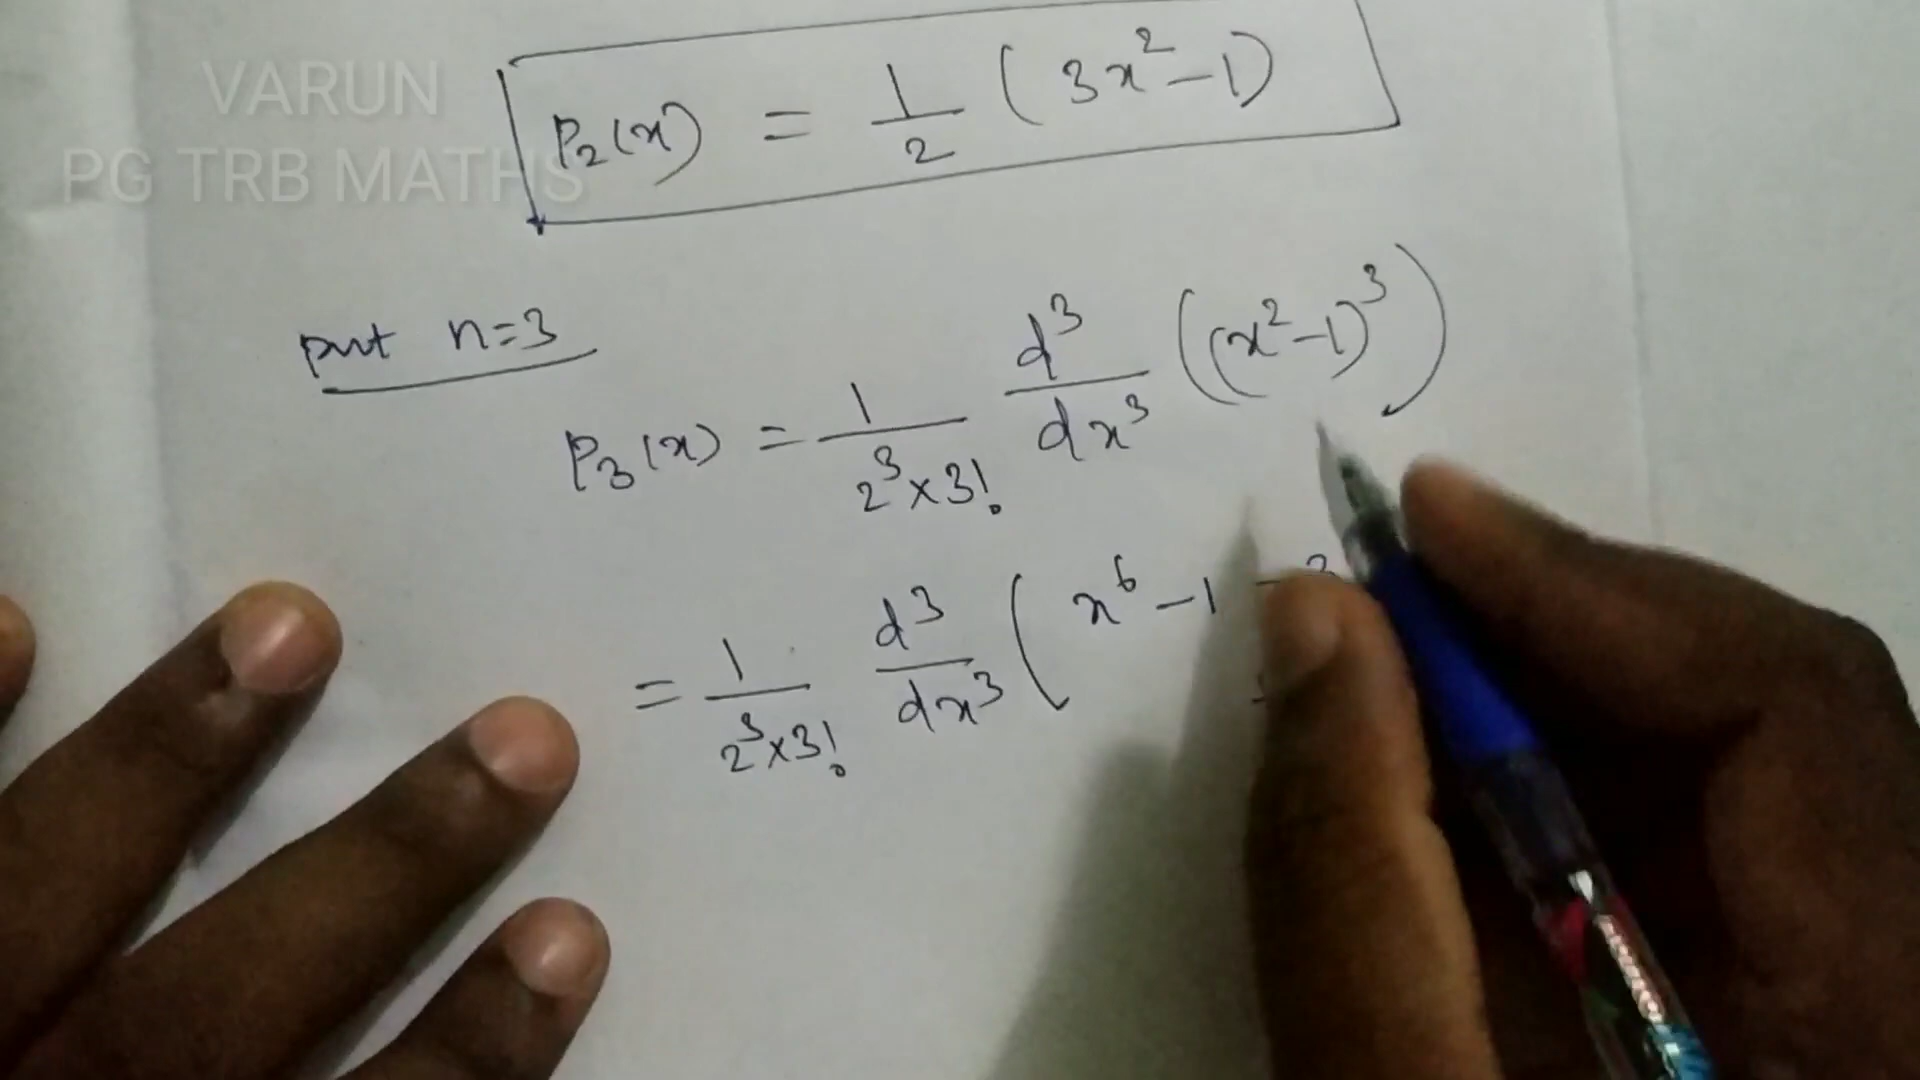 VARUN
PG TRB MATHS
P₂(x) = 1/2 (3x² - 1)
put n=3
P₃(x) = 1/(2³ × 3!) d³/dx³ ((x² - 1)³)
= 1/(2³ × 3!) d³/dx³ ( x⁶ - 1